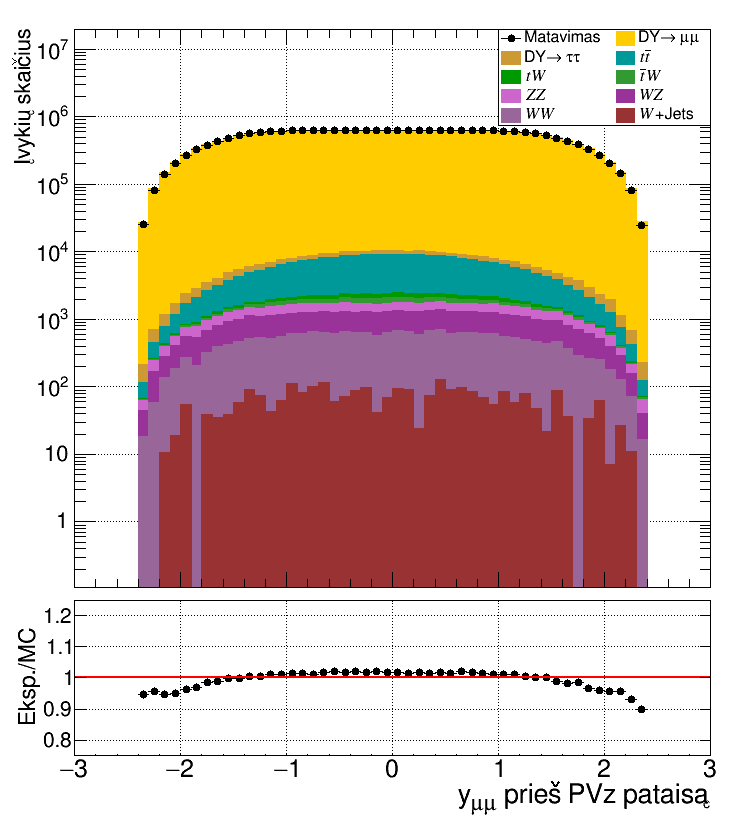 Įvykių skaičius
10⁷
10⁶
10⁵
10⁴
10³
10²
10
1
Matavimas
DY→ μμ
DY→ ττ
tt̄
tW
t̄W
ZZ
WZ
WW
W+Jets
Eksp./MC
1.2
1.1
1
0.9
0.8
−3 −2 −1 0 1 2 3
yμμ prieš PVz pataisą